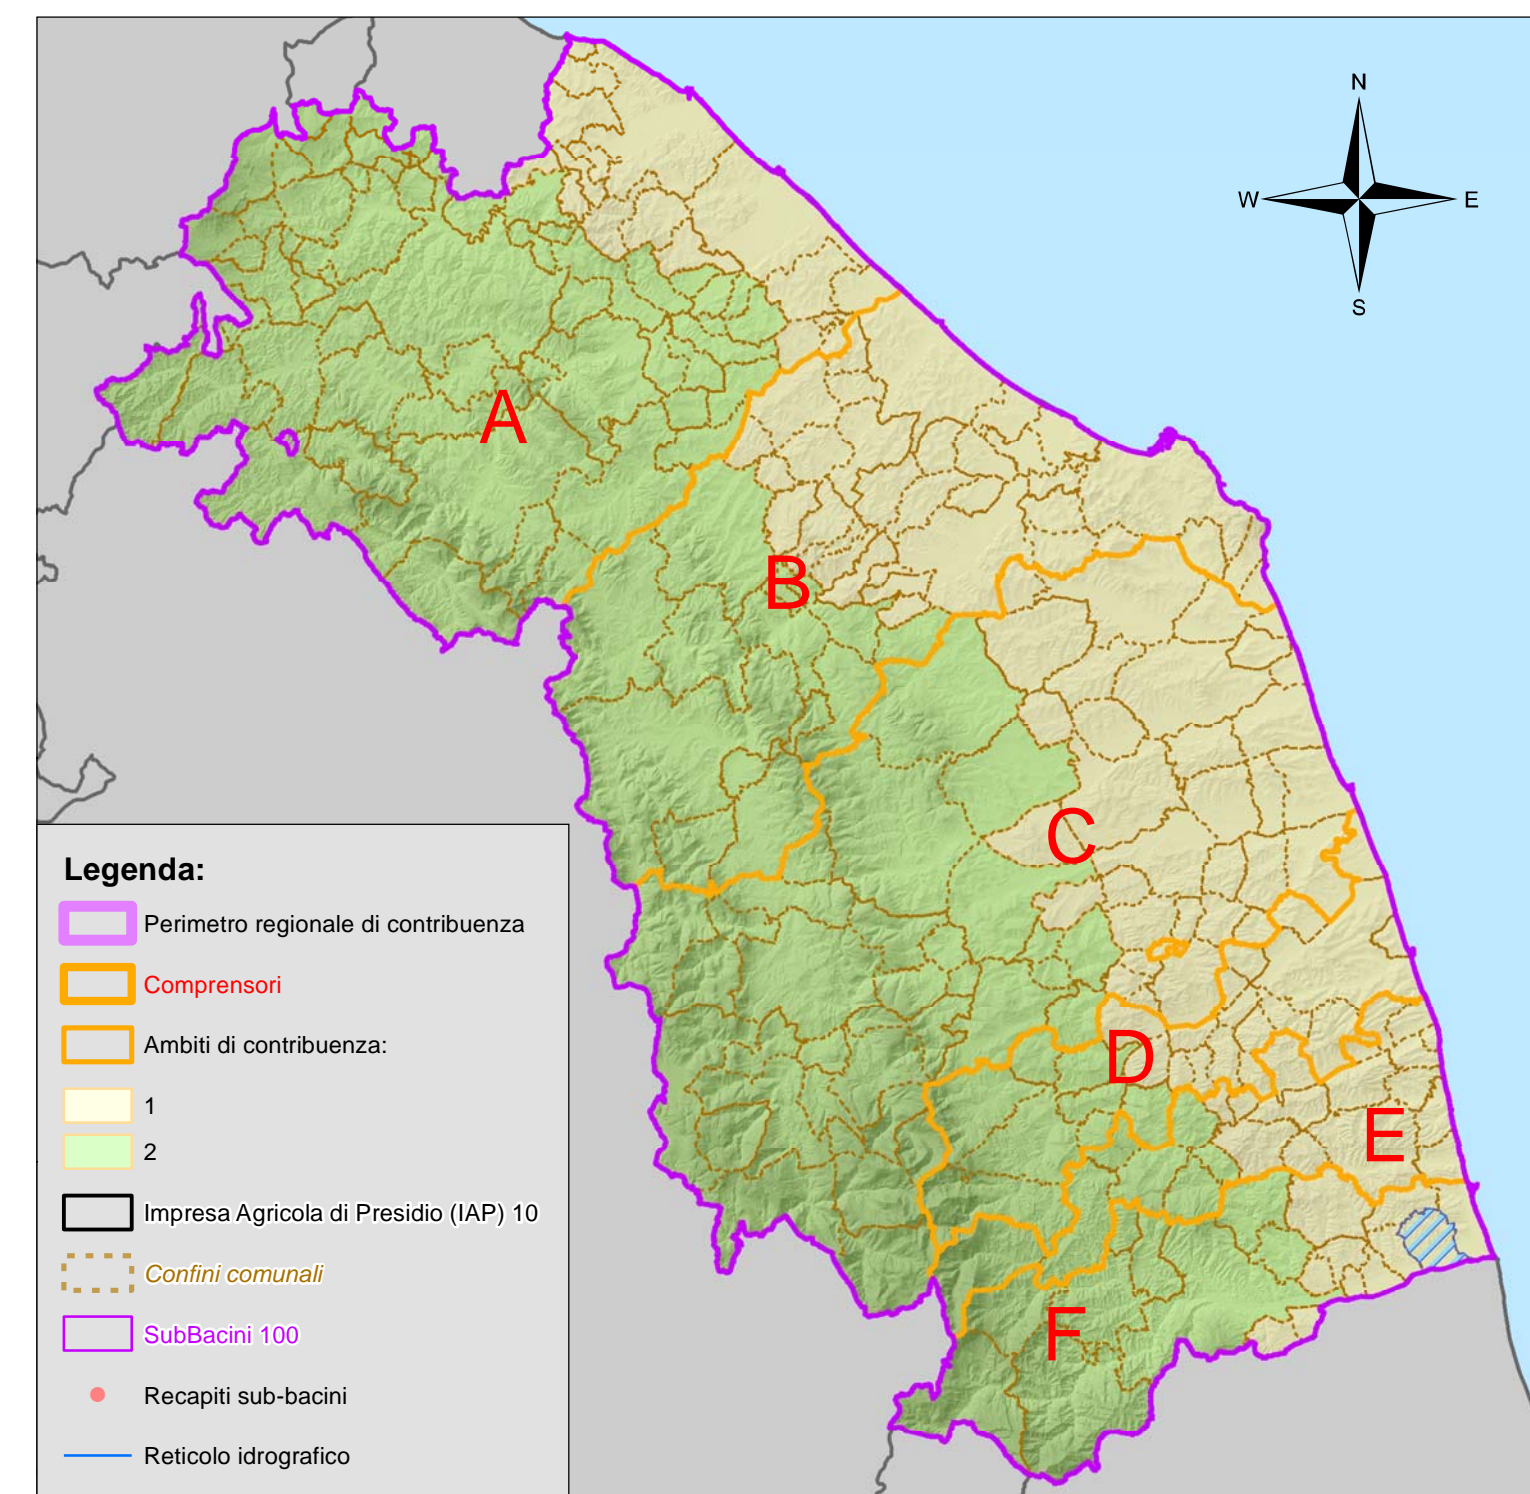 N
W
E
S
A
B
C
D
E
F
Legenda:
Perimetro regionale di contribuenza
Comprensori
Ambiti di contribuenza:
1
2
Impresa Agricola di Presidio (IAP) 10
Confini comunali
SubBacini 100
Recapiti sub-bacini
Reticolo idrografico